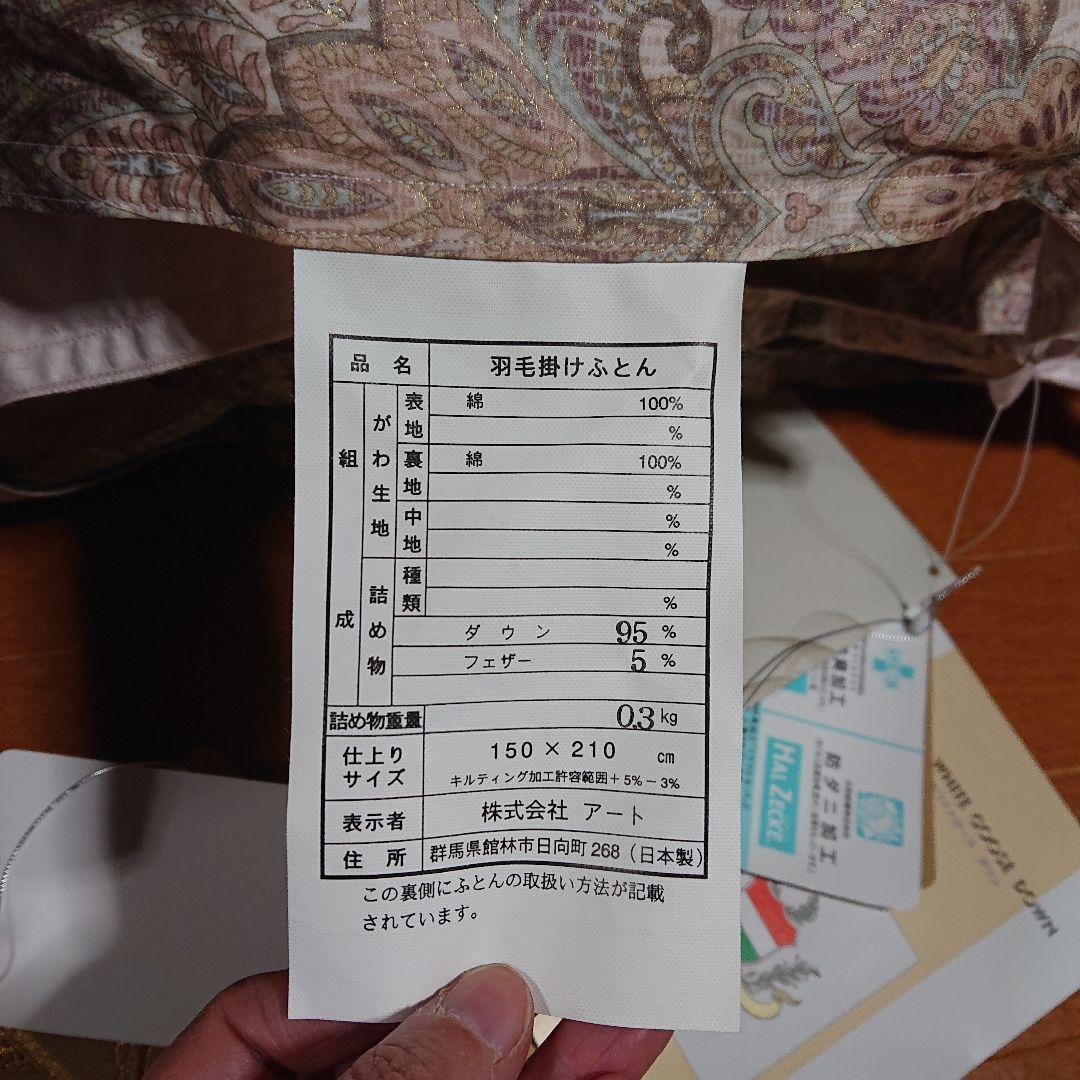 品 名 羽毛掛けふとん
組成 がわ生地 表地 綿 100%
%
裏地 綿 100%
%
中地 %
%
詰め物 種類
%
ダウン 95 %
フェザー 5 %
詰め物重量 0.3 kg
仕上りサイズ 150 × 210 cm
キルティング加工許容範囲+5%-3%
表示者 株式会社 アート
住 所 群馬県館林市日向町268(日本製)
この裏側にふとんの取扱い方法が記載
されています。
加工
HAL ZECKE
防ダニ加工
WHITE
DOWN